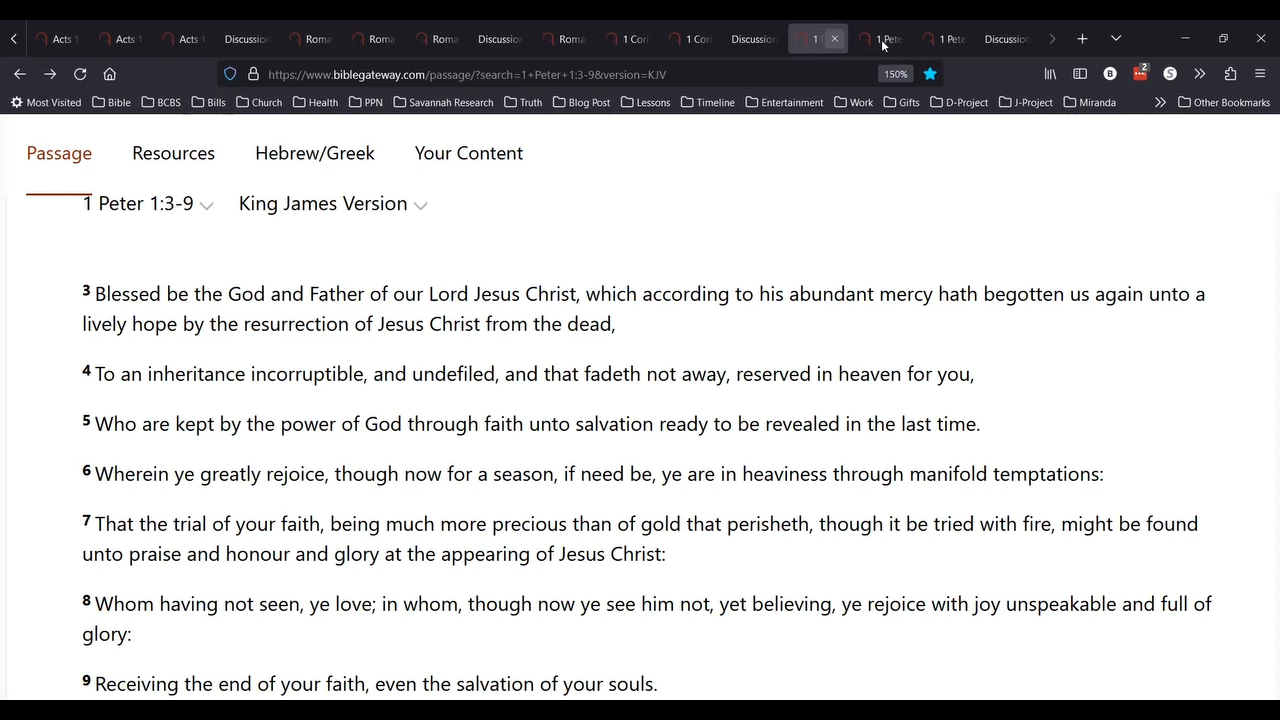 Acts 1 Acts 1 Acts 1 Discussion Roma Roma Roma Discussion Roma 1 Cori 1 Cori Discussion 1 1 Pete 1 Pete Discussion
https://www.biblegateway.com/passage/?search=1+Peter+1:3-9&version=KJV 150% 2
Most Visited Bible BCBS Bills Church Health PPN Savannah Research Truth Blog Post Lessons Timeline Entertainment Work Gifts D-Project J-Project Miranda Other Bookmarks
Passage Resources Hebrew/Greek Your Content
1 Peter 1:3-9 King James Version
3 Blessed be the God and Father of our Lord Jesus Christ, which according to his abundant mercy hath begotten us again unto a
lively hope by the resurrection of Jesus Christ from the dead,
4 To an inheritance incorruptible, and undefiled, and that fadeth not away, reserved in heaven for you,
5 Who are kept by the power of God through faith unto salvation ready to be revealed in the last time.
6 Wherein ye greatly rejoice, though now for a season, if need be, ye are in heaviness through manifold temptations:
7 That the trial of your faith, being much more precious than of gold that perisheth, though it be tried with fire, might be found
unto praise and honour and glory at the appearing of Jesus Christ:
8 Whom having not seen, ye love; in whom, though now ye see him not, yet believing, ye rejoice with joy unspeakable and full of
glory:
9 Receiving the end of your faith, even the salvation of your souls.